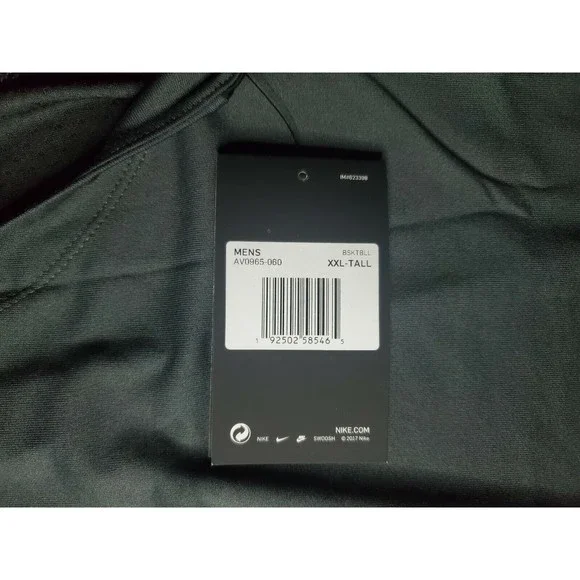 MENS BSKTBLL
AV0965-060 XXL-TALL
1 92502 58546 5
NIKE.COM
NIKE SWOOSH © 2017 Nike